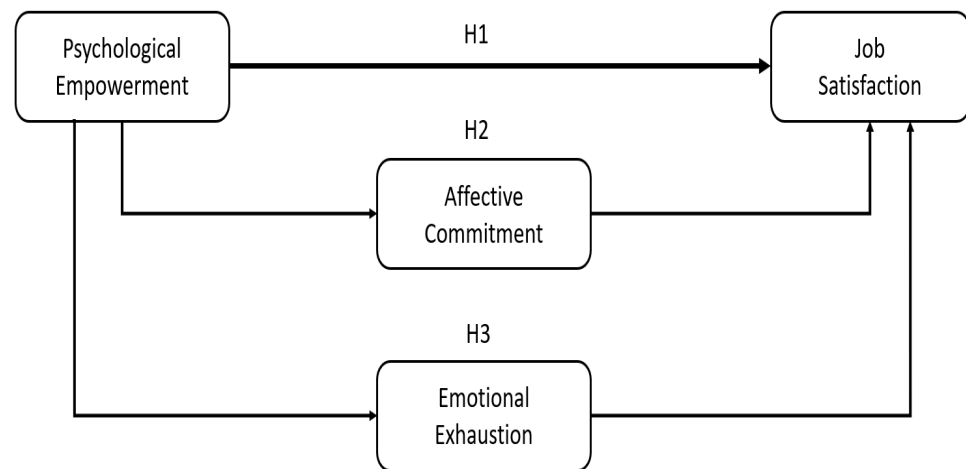 Psychological
Empowerment
H1
Job
Satisfaction
H2
Affective
Commitment
H3
Emotional
Exhaustion